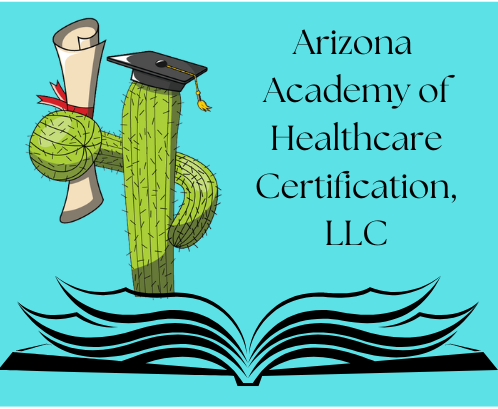 Arizona
Academy of
Healthcare
Certification,
LLC